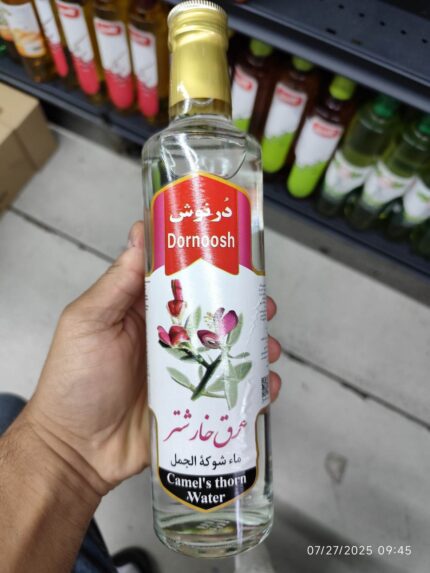 دُرنوش
Dornoosh
عرق خارشتر
ماء شوكة الجمل
Camel's thorn
Water
07/27/2025 09:45